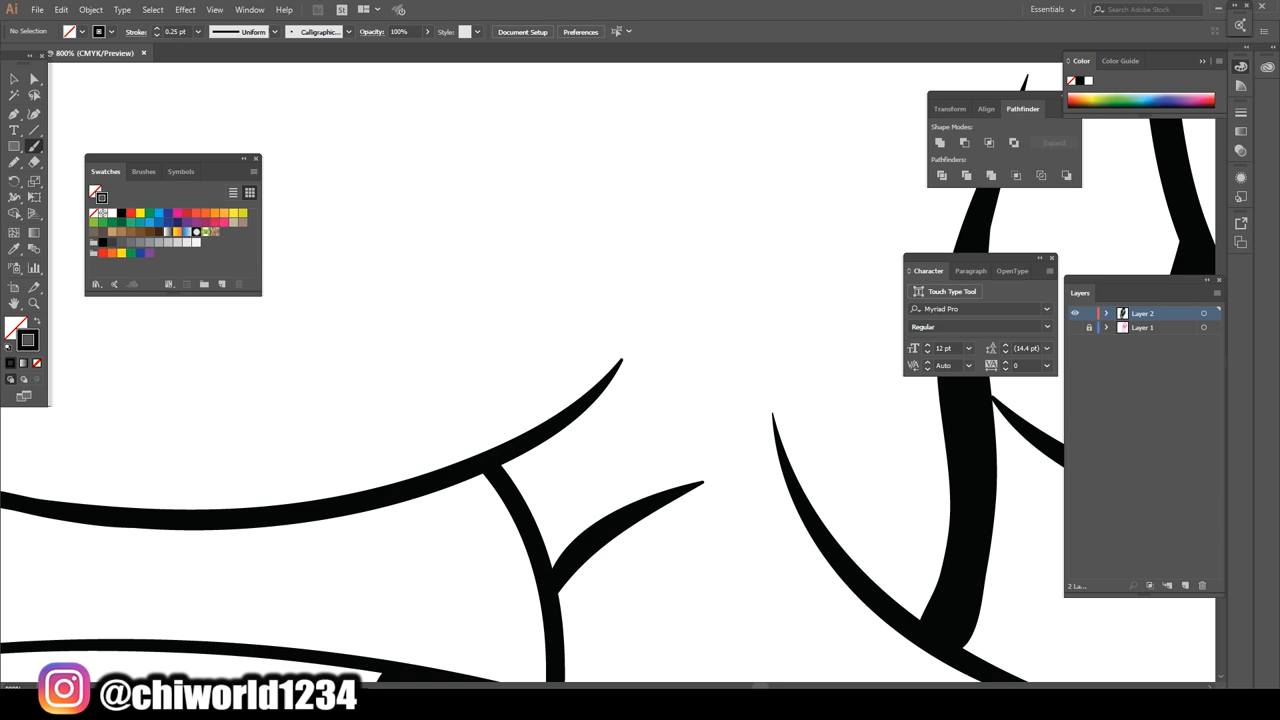 Ai File Edit Object Type Select Effect View Window Help Br St Essentials Search Adobe Stock
No Selection Stroke: 0.25 pt Uniform Calligraphic... Opacity: 100% Style: Document Setup Preferences
800% (CMYK/Preview)
Color Color Guide
Transform Align Pathfinder
Shape Modes:
Expand
Pathfinders:
Swatches Brushes Symbols
Character Paragraph OpenType
Touch Type Tool
Myriad Pro
Regular
12 pt (14.4 pt)
Auto 0
Layers
Layer 2
Layer 1
2 La...
@chiworld1234